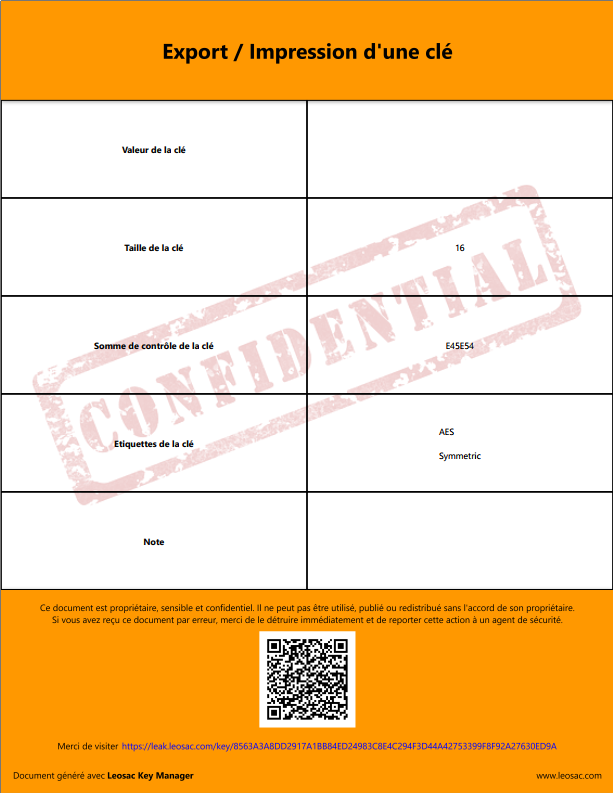 Export / Impression d'une clé
Valeur de la clé
Taille de la clé
16
Somme de contrôle de la clé
E45E54
Etiquettes de la clé
AES
Symmetric
Note
CONFIDENTIAL
Ce document est propriétaire, sensible et confidentiel. Il ne peut pas être utilisé, publié ou redistribué sans l'accord de son propriétaire.
Si vous avez reçu ce document par erreur, merci de le détruire immédiatement et de reporter cette action à un agent de sécurité.
Merci de visiter https://leak.leosac.com/key/8563A3ABDD2917A1BB84ED24983C8E4C294F3D44A42753399F8F92A27630ED9A
Document généré avec Leosac Key Manager
www.leosac.com